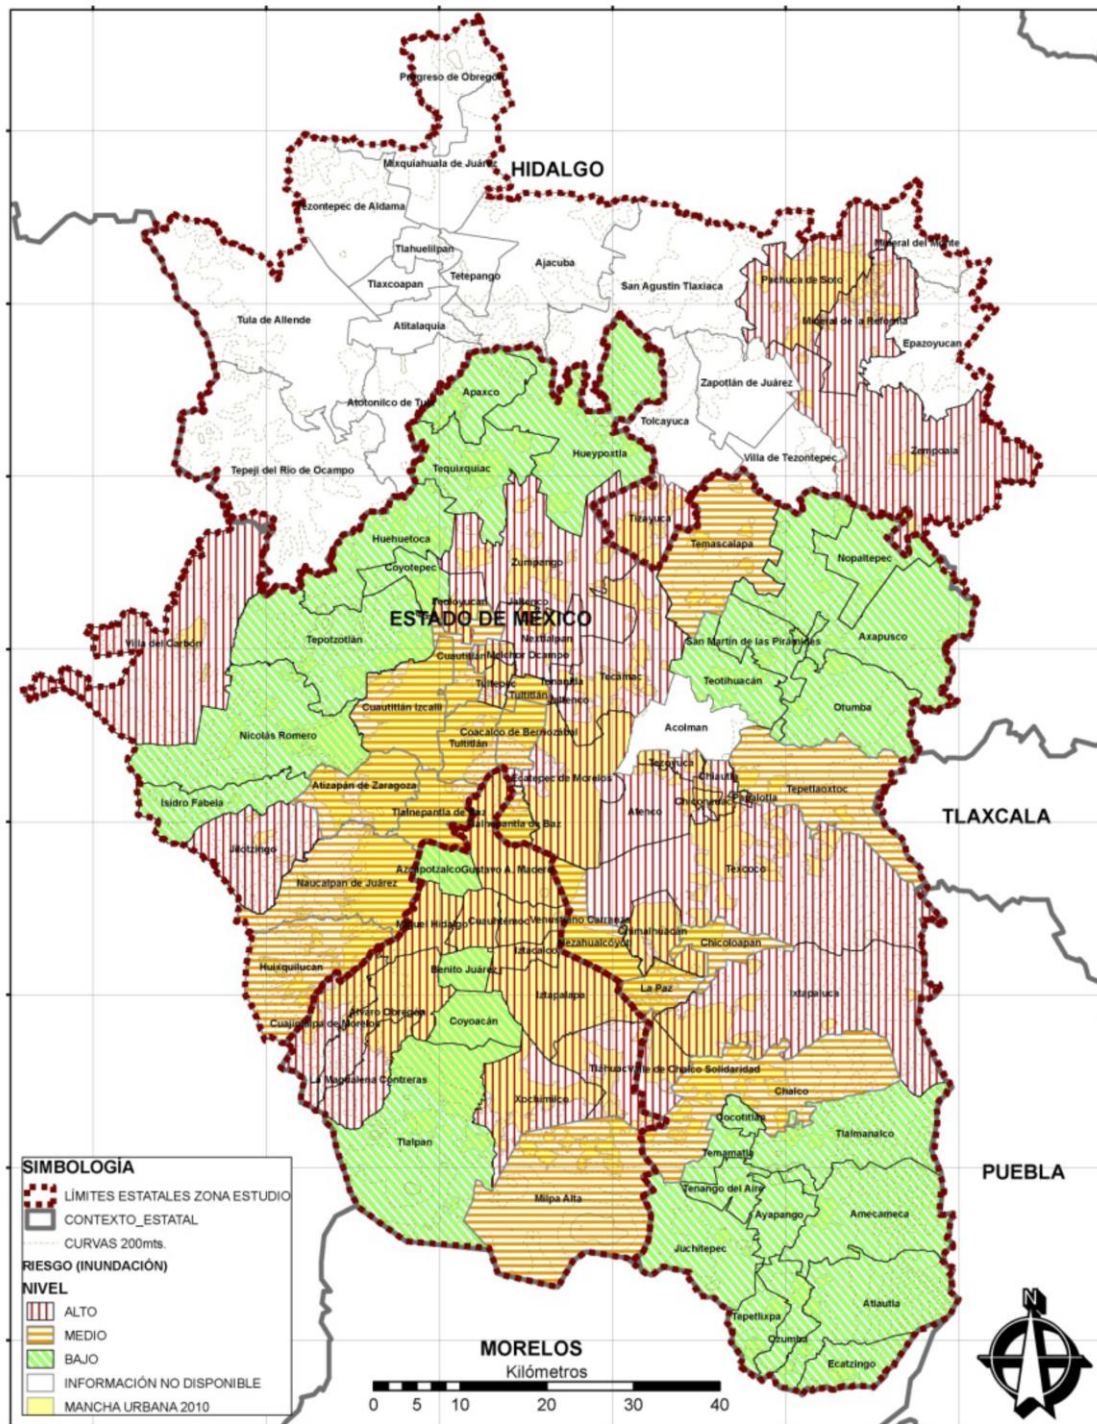 Progreso de Obregón
Mixquiahuala de Juárez
HIDALGO
Tezontepec de Aldama
Tlahuelilpan
Mineral del Monte
Ajacuba
Tetepango
Tlaxcoapan
San Agustín Tlaxiaca
Pachuca de Soto
Tula de Allende
Atitalaquia
Mineral de la Reforma
Epazoyucan
Zapotlán de Juárez
Apaxco
Atotonilco de Tula
Tolcayuca
Hueypoxtla
Zempoala
Villa de Tezontepec
Tequixquiac
Tepeji del Río de Ocampo
Tizayuca
Huehuetoca
Temascalapa
Nopaltepec
Coyotepec
Zumpango
Teoloyucan
Jaltenco
ESTADO DE MÉXICO
Tepotzotlán
Nextlalpan
Axapusco
San Martín de las Pirámides
Villa del Carbón
Cuautitlán
Melchor Ocampo
Tecámac
Teotihuacán
Tultepec
Tonanitla
Tultitlán
Jaltenco
Cuautitlán Izcalli
Otumba
Acolman
Nicolás Romero
Coacalco de Berriozábal
Tultitlán
Tezoyuca
Ecatepec de Morelos
Chiautla
Atizapán de Zaragoza
Tepetlaoxtoc
Isidro Fabela
Chiconcuac
Papalotla
Tlalnepantla de Baz
Atenco
TLAXCALA
Tlalnepantla de Baz
Jilotzingo
Azcapotzalco
Gustavo A. Madero
Texcoco
Naucalpan de Juárez
Cuauhtémoc
Venustiano Carranza
Miguel Hidalgo
Chimalhuacán
Nezahualcóyotl
Chicoloapan
Iztacalco
Huixquilucan
Benito Juárez
La Paz
Iztapalapa
Ixtapaluca
Alvaro Obregón
Cuajimalpa de Morelos
Coyoacán
Tlahuac
Valle de Chalco Solidaridad
La Magdalena Contreras
Chalco
Xochimilco
Cocotitlán
Tlalpan
Tlalmanalco
Temamatla
PUEBLA
Tenango del Aire
Milpa Alta
Ayapango
Amecameca
Juchitepec
Atlautla
Tepetlixpa
Ozumba
Ecatzingo
MORELOS
SIMBOLOGÍA
LÍMITES ESTATALES ZONA ESTUDIO
CONTEXTO_ESTATAL
CURVAS 200mts.
RIESGO (INUNDACIÓN)
NIVEL
ALTO
MEDIO
BAJO
INFORMACIÓN NO DISPONIBLE
MANCHA URBANA 2010
Kilómetros
0 5 10 20 30 40
N